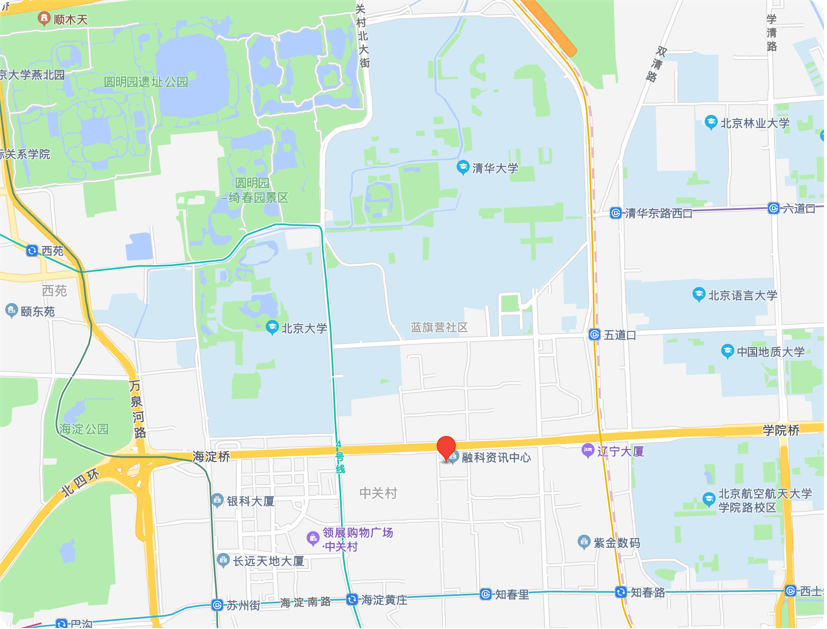 顺木天
关村北大街
学清路
双清路
京大学燕北园
圆明园遗址公园
北京林业大学
际关系学院
清华大学
圆明园
-绮春园景区
清华东路西口
六道口
西苑
西苑
颐东苑
北京语言大学
北京大学
蓝旗营社区
五道口
中国地质大学
万泉河路
海淀公园
学院桥
海淀桥
4号线
融科资讯中心
辽宁大厦
北四环
中关村
银科大厦
北京航空航天大学
学院路校区
领展购物广场
·中关村
紫金数码
长远天地大厦
知春里
知春路
西土
苏州街
海淀南路
海淀黄庄
巴沟